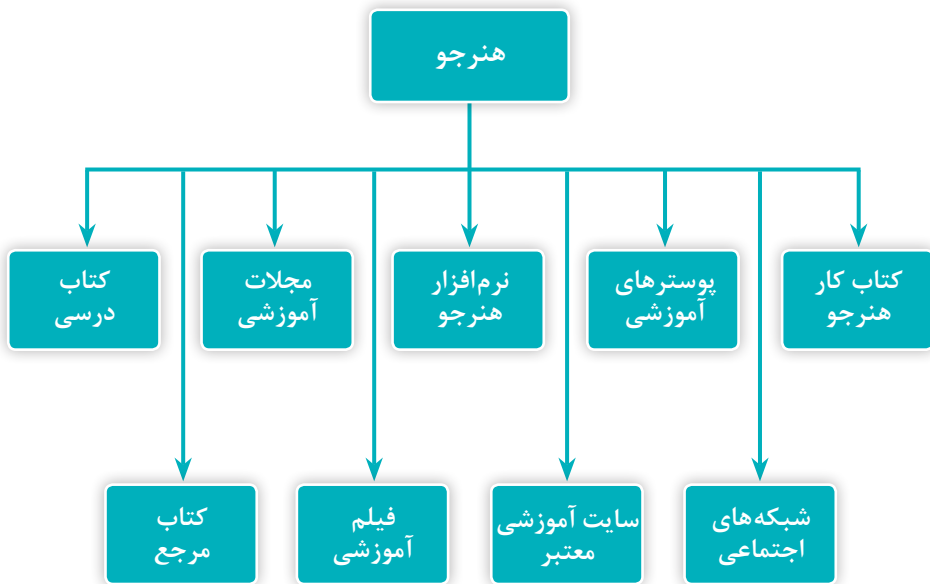 هنرجو
کتاب کار
هنرجو
پوسترهای
آموزشی
نرم‌افزار
هنرجو
مجلات
آموزشی
کتاب
درسی
شبکه‌های
اجتماعی
سایت آموزشی
معتبر
فیلم
آموزشی
کتاب
مرجع